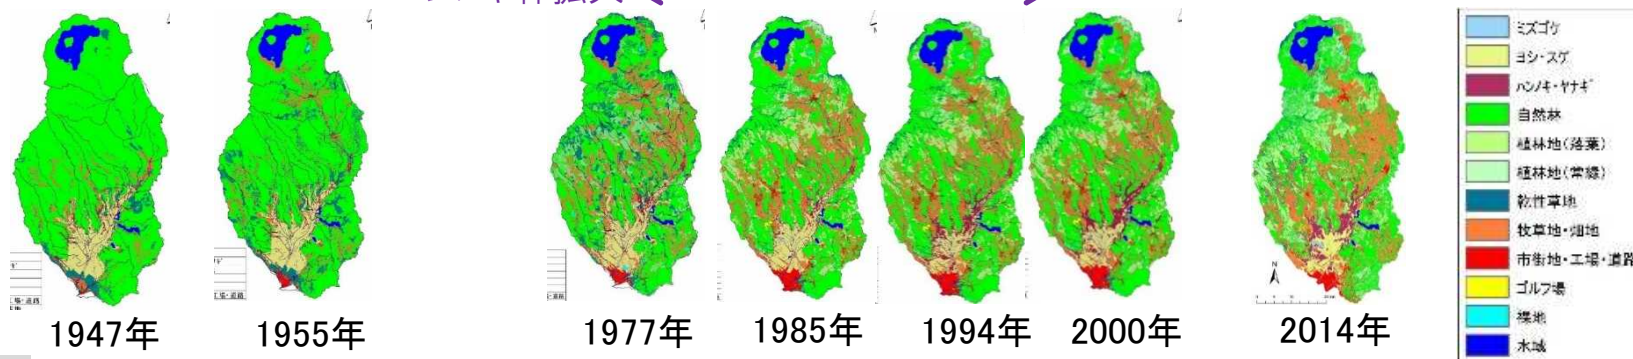 ミズゴケ
ヨシ・スゲ
ハンノキ・ヤナギ
自然林
植林地(落葉)
植林地(常緑)
乾性草地
牧草地・畑地
市街地・工場・道路
ゴルフ場
裸地
水域
N
1947年
1955年
1977年
1985年
1994年
2000年
2014年